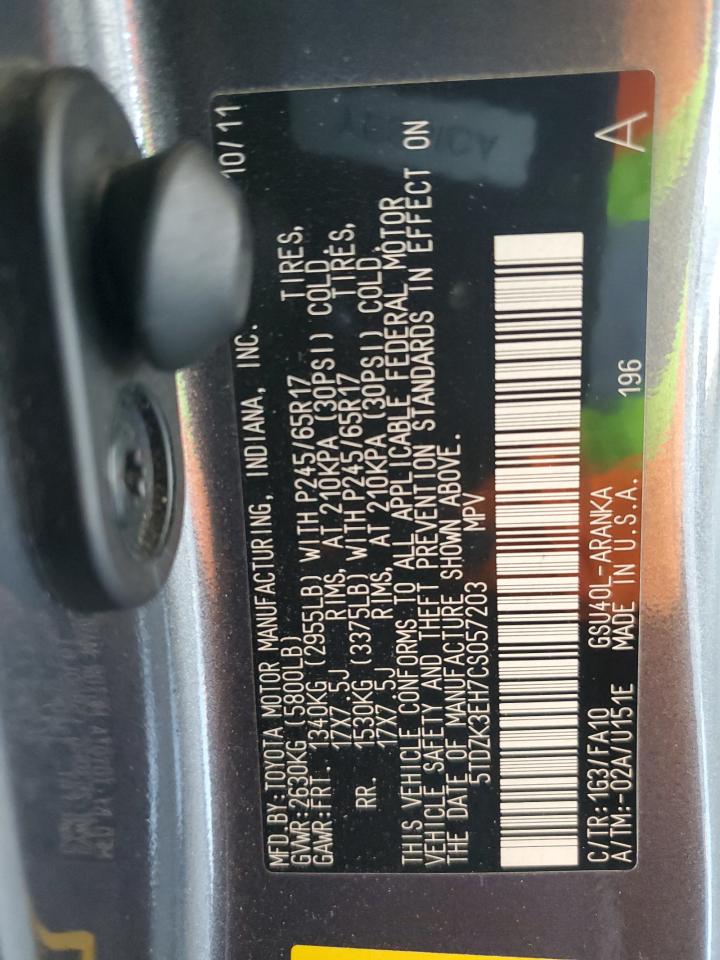 MFD.BY:TOYOTA MOTOR MANUFACTURING, INDIANA, INC. 10/11
GVWR:2630KG (5800LB)
GAWR:FRT. 1340KG (2955LB) WITH P245/65R17 TIRES,
17X7.5J RIMS, AT 210KPA (30PSI) COLD.
RR. 1530KG (3375LB) WITH P245/65R17 TIRES,
17X7.5J RIMS, AT 210KPA (30PSI) COLD.
THIS VEHICLE CONFORMS TO ALL APPLICABLE FEDERAL MOTOR
VEHICLE SAFETY AND THEFT PREVENTION STANDARDS IN EFFECT ON
THE DATE OF MANUFACTURE SHOWN ABOVE.
5TDZK3EH7CS057203 MPV
C/TR:1G3/FA10 GSU40L-ARANKA 196 A
A/TM:-02A/U151E MADE IN U.S.A.